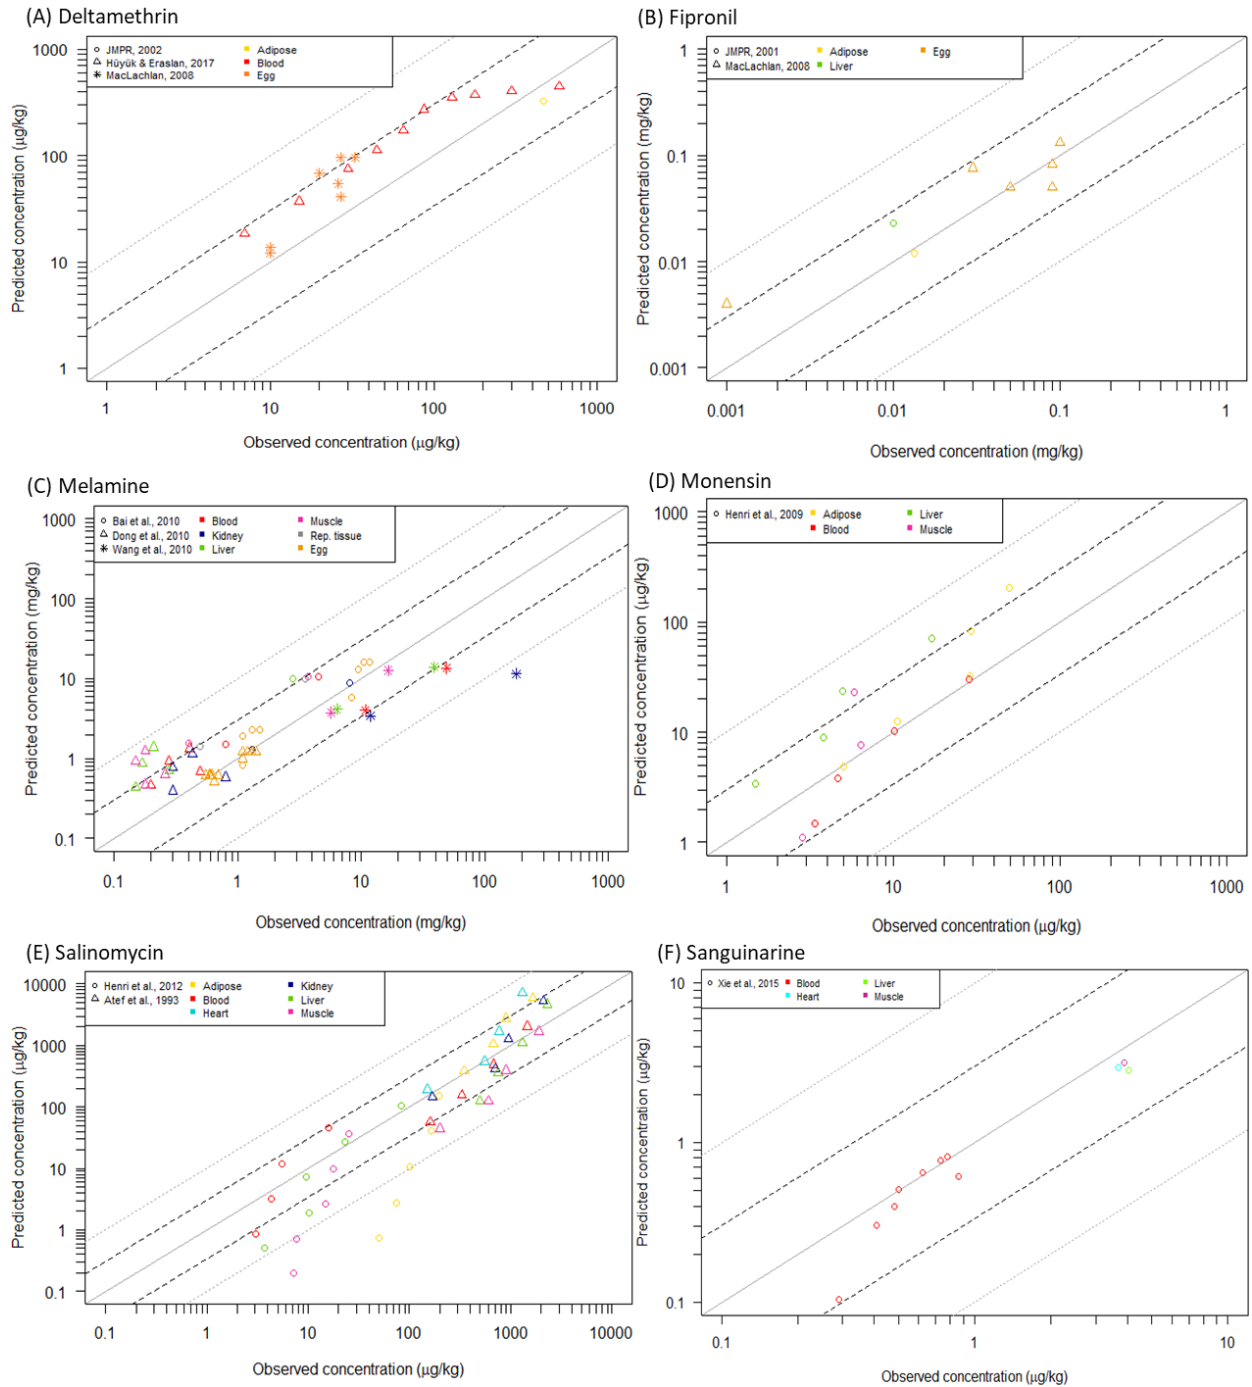 (A) Deltamethrin
JMPR, 2002
Hüyük & Eraslan, 2017
MacLachlan, 2008
Adipose
Blood
Egg
1000
100
10
1
Predicted concentration (µg/kg)
1 10 100 1000
Observed concentration (µg/kg)
(B) Fipronil
JMPR, 2001
MacLachlan, 2008
Adipose
Liver
Egg
1
0.1
0.01
0.001
Predicted concentration (mg/kg)
0.001 0.01 0.1 1
Observed concentration (mg/kg)
(C) Melamine
Bai et al., 2010
Dong et al., 2010
Wang et al., 2010
Blood
Kidney
Liver
Muscle
Rep. tissue
Egg
1000
100
10
1
0.1
Predicted concentration (mg/kg)
0.1 1 10 100 1000
Observed concentration (mg/kg)
(D) Monensin
Henri et al., 2009
Adipose
Blood
Liver
Muscle
1000
100
10
1
Predicted concentration (µg/kg)
1 10 100 1000
Observed concentration (µg/kg)
(E) Salinomycin
Henri et al., 2012
Atef et al., 1993
Adipose
Blood
Heart
Kidney
Liver
Muscle
10000
1000
100
10
1
0.1
Predicted concentration (µg/kg)
0.1 1 10 100 1000 10000
Observed concentration (µg/kg)
(F) Sanguinarine
Xie et al., 2015
Blood
Heart
Liver
Muscle
10
1
0.1
Predicted concentration (µg/kg)
0.1 1 10
Observed concentration (µg/kg)